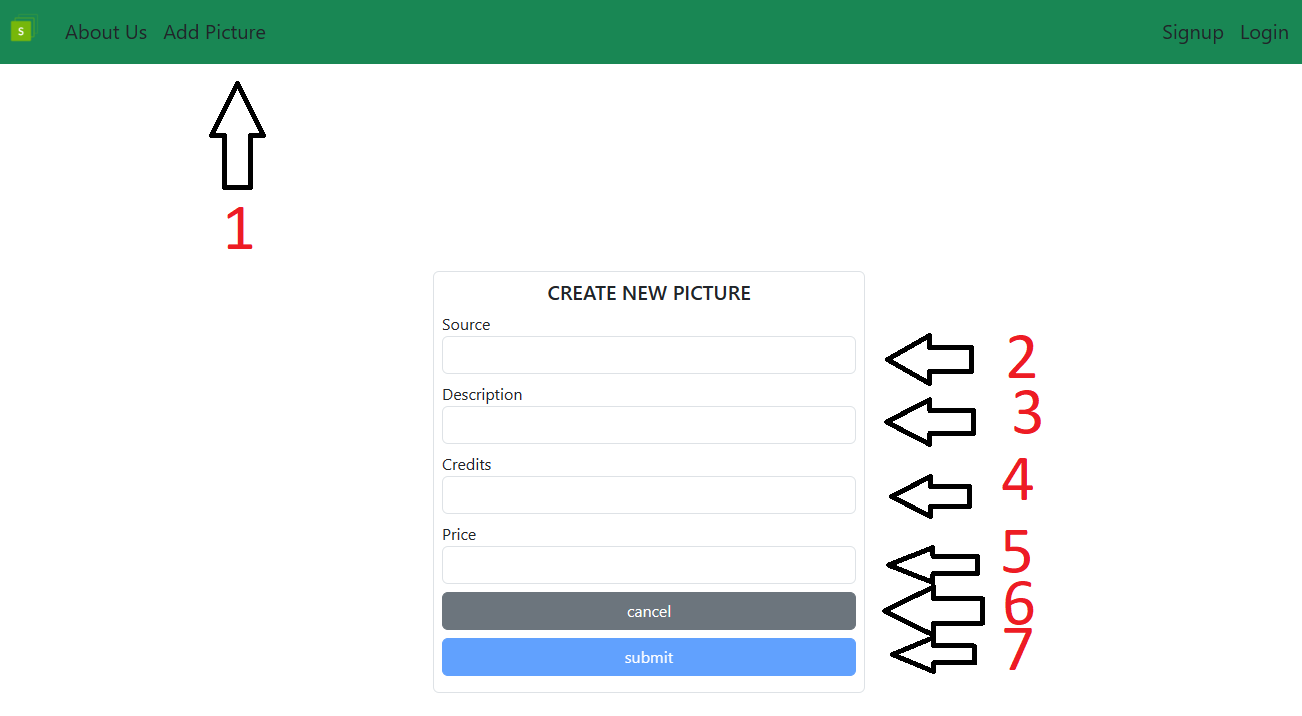 S About Us Add Picture Signup Login
1
CREATE NEW PICTURE
Source
2
Description
3
Credits
4
Price
5
cancel
6
submit
7